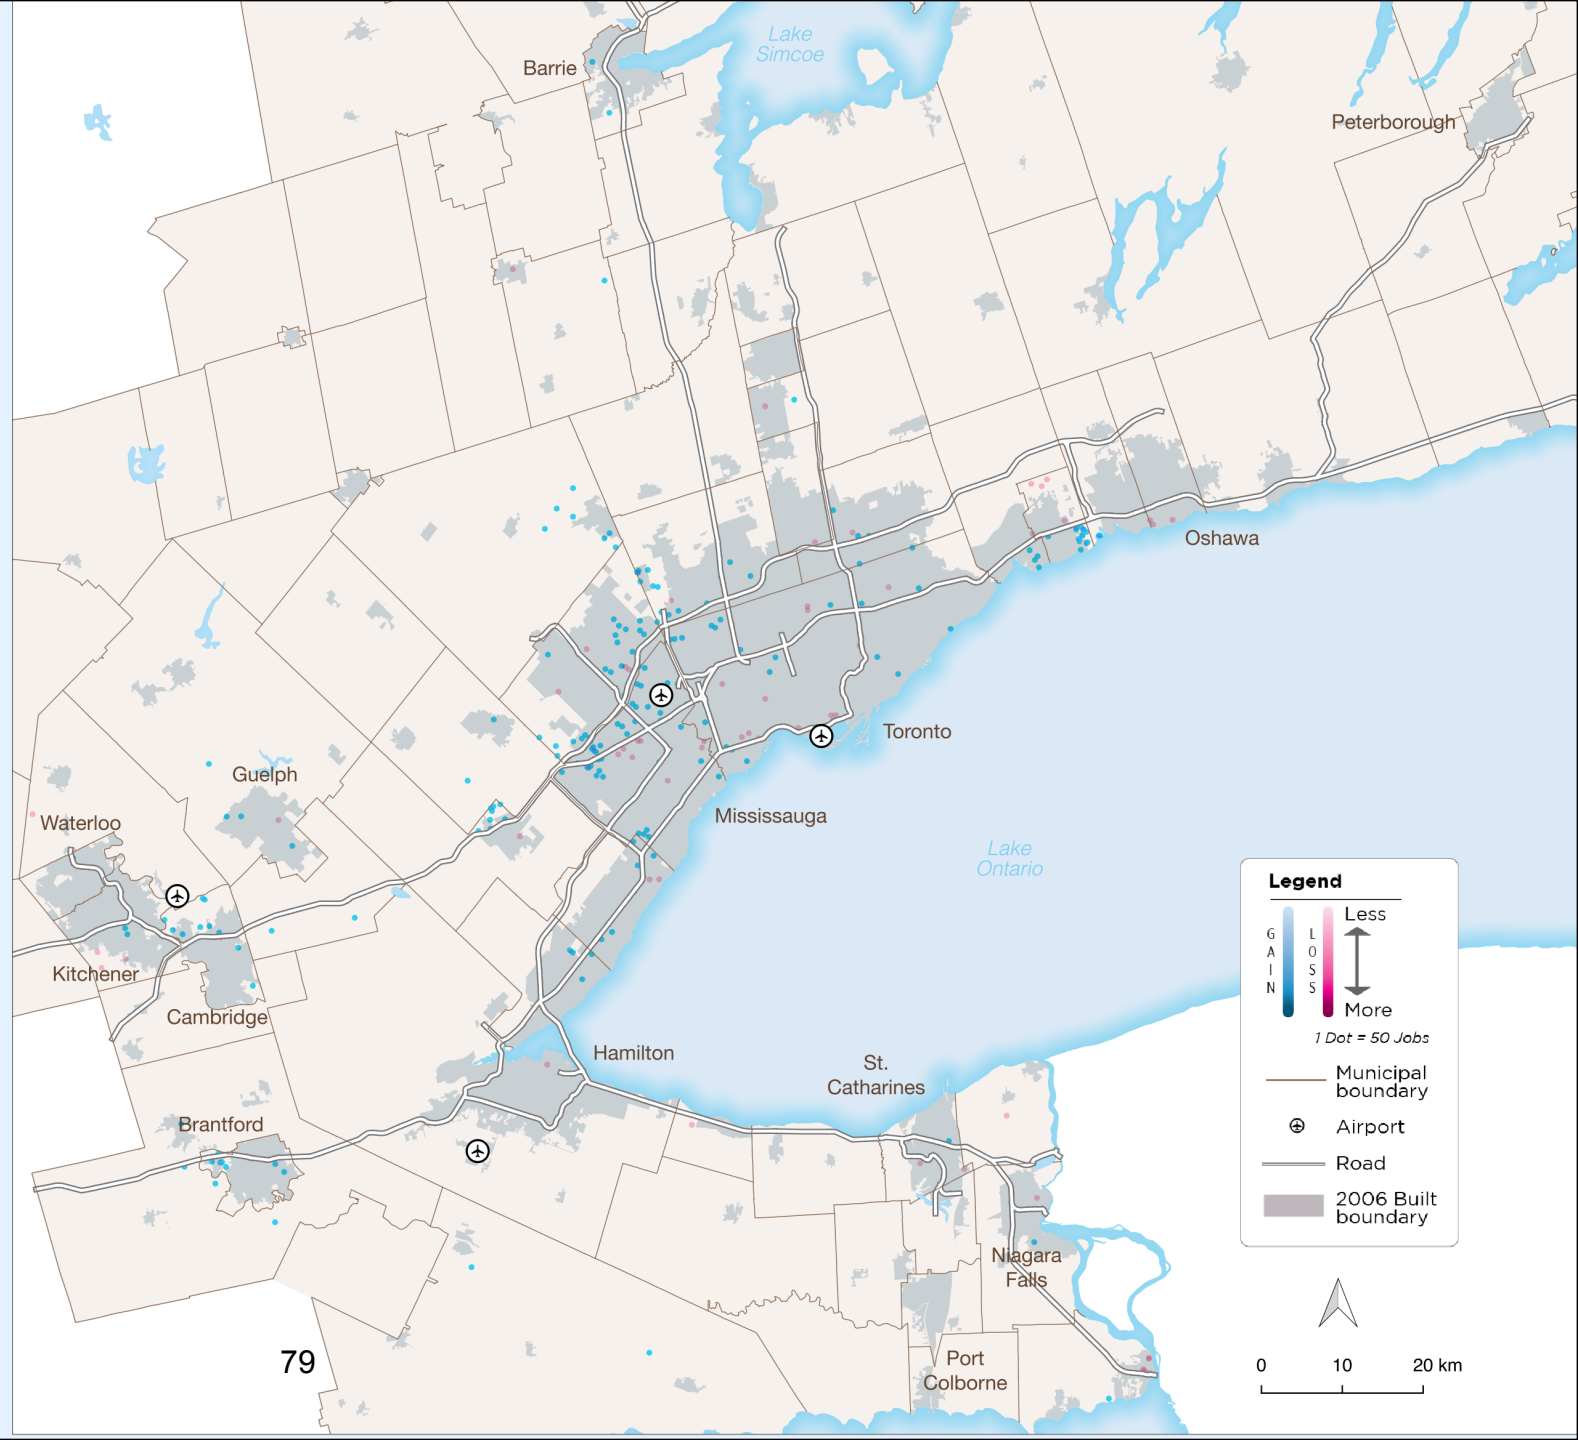 Lake
Simcoe
Barrie
Peterborough
Oshawa
Toronto
Mississauga
Guelph
Waterloo
Lake
Ontario
Kitchener
Cambridge
Hamilton
St.
Catharines
Brantford
Niagara
Falls
Port
Colborne
79
Legend
GAIN
LOSS
Less
More
1 Dot = 50 Jobs
Municipal
boundary
Airport
Road
2006 Built
boundary
0 10 20 km